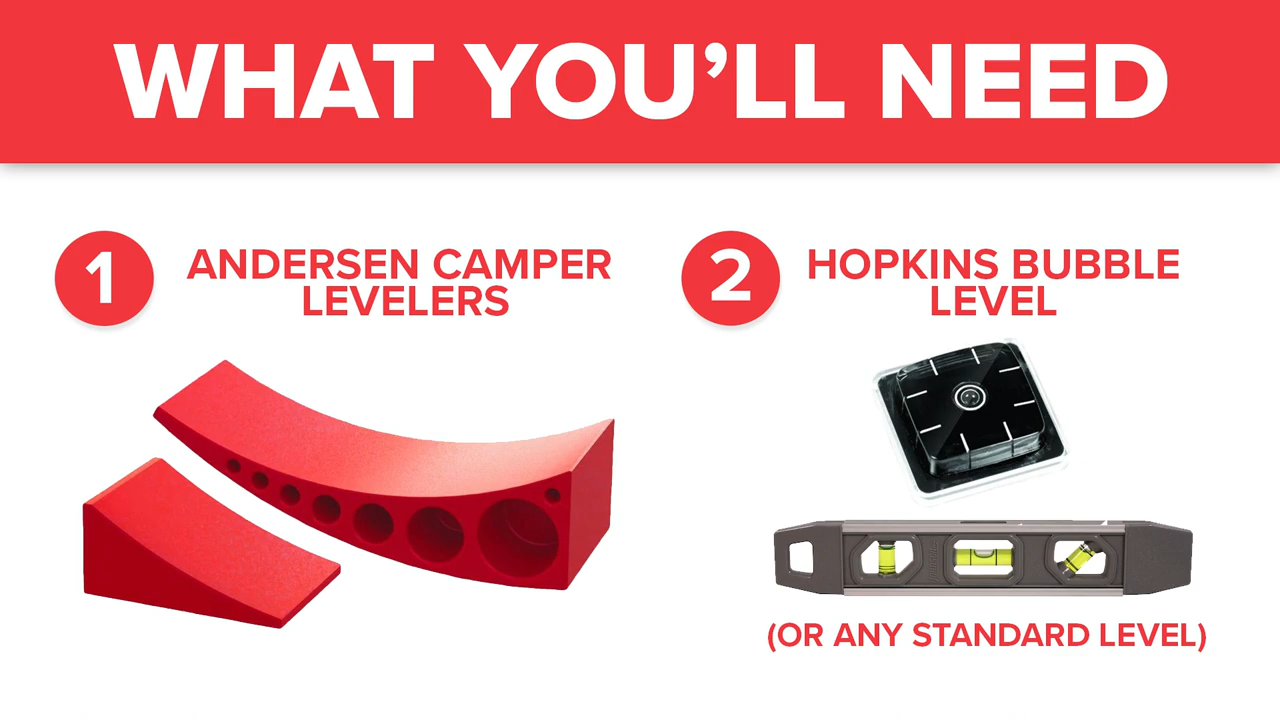 WHAT YOU'LL NEED
1
ANDERSEN CAMPER
LEVELERS
2
HOPKINS BUBBLE
LEVEL
(OR ANY STANDARD LEVEL)